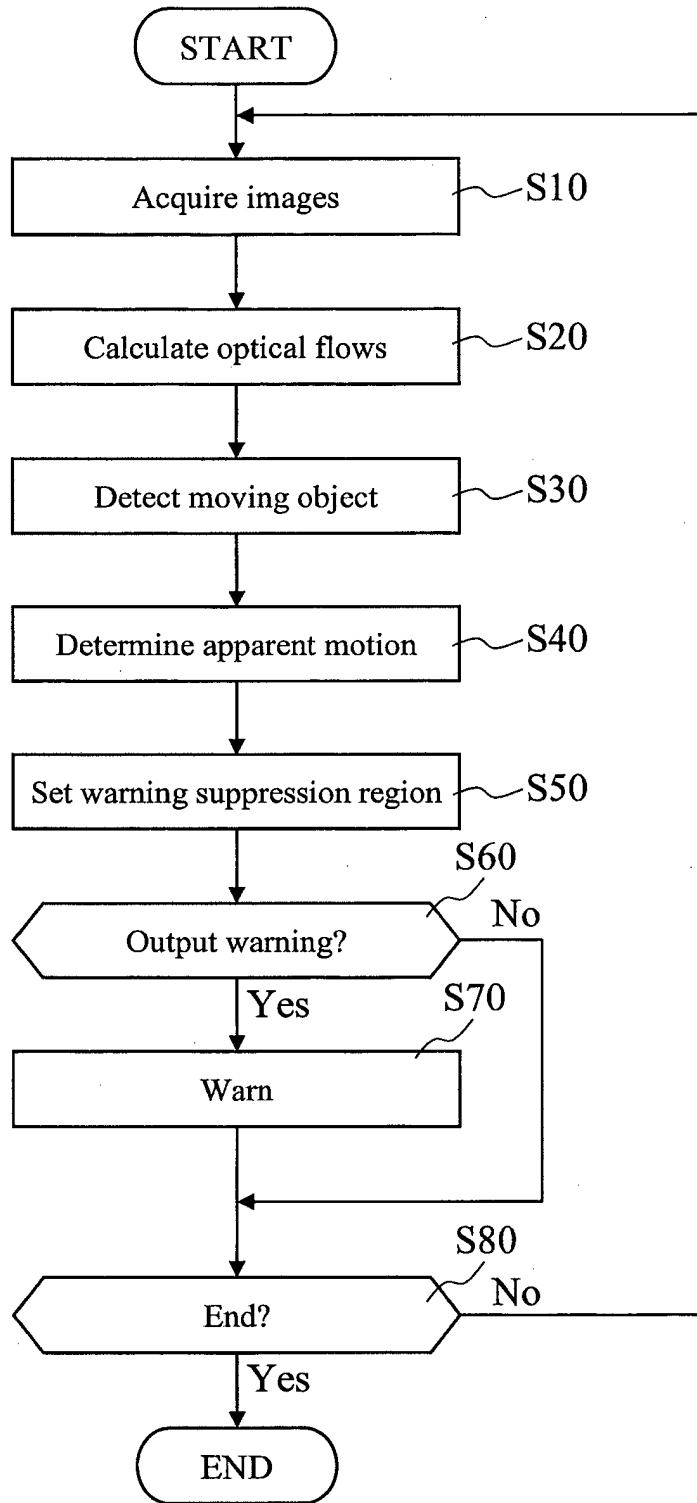 START
Acquire images
S10
Calculate optical flows
S20
Detect moving object
S30
Determine apparent motion
S40
Set warning suppression region
S50
S60
Output warning?
No
Yes
S70
Warn
S80
End?
No
Yes
END